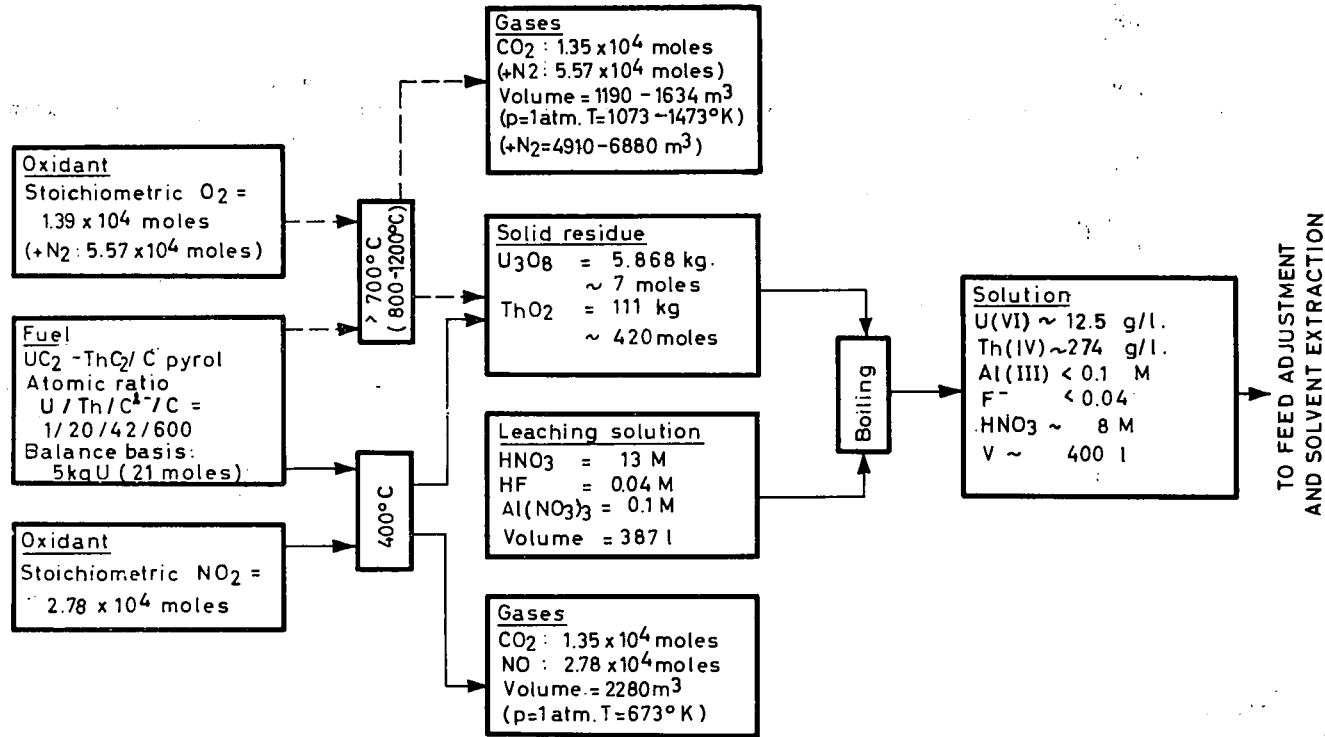 Gases
CO2 : 1.35 x 10^4 moles
(+N2 : 5.57 x 10^4 moles)
Volume = 1190 - 1634 m^3
(p=1atm. T=1073-1473°K)
(+N2=4910-6880 m^3)
Oxidant
Stoichiometric O2 =
1.39 x 10^4 moles
(+N2 : 5.57 x 10^4 moles)
> 700°C
(800-1200°C)
Solid residue
U3O8 = 5.868 kg.
~ 7 moles
ThO2 = 111 kg
~ 420 moles
Fuel
UC2 - ThC2 / C pyrol
Atomic ratio
U / Th / C / C =
1 / 20 / 42 / 600
Balance basis:
5kg U (21 moles)
400°C
Oxidant
Stoichiometric NO2 =
2.78 x 10^4 moles
Leaching solution
HNO3 = 13 M
HF = 0.04 M
Al(NO3)3 = 0.1 M
Volume = 387 l
Gases
CO2 : 1.35 x 10^4 moles
NO : 2.78 x 10^4 moles
Volume = 2280 m^3
(p=1atm. T=673°K)
Boiling
Solution
U(VI) ~ 12.5 g/l.
Th(IV) ~ 274 g/l.
Al(III) < 0.1 M
F^- < 0.04
HNO3 ~ 8 M
V ~ 400 l
TO FEED ADJUSTMENT
AND SOLVENT EXTRACTION